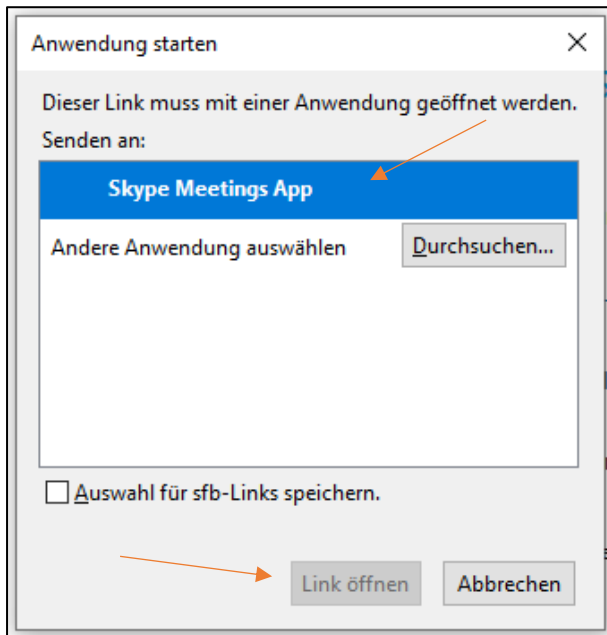 Anwendung starten
Dieser Link muss mit einer Anwendung geöffnet werden.
Senden an:
Skype Meetings App
Andere Anwendung auswählen Durchsuchen...
Auswahl für sfb-Links speichern.
Link öffnen Abbrechen